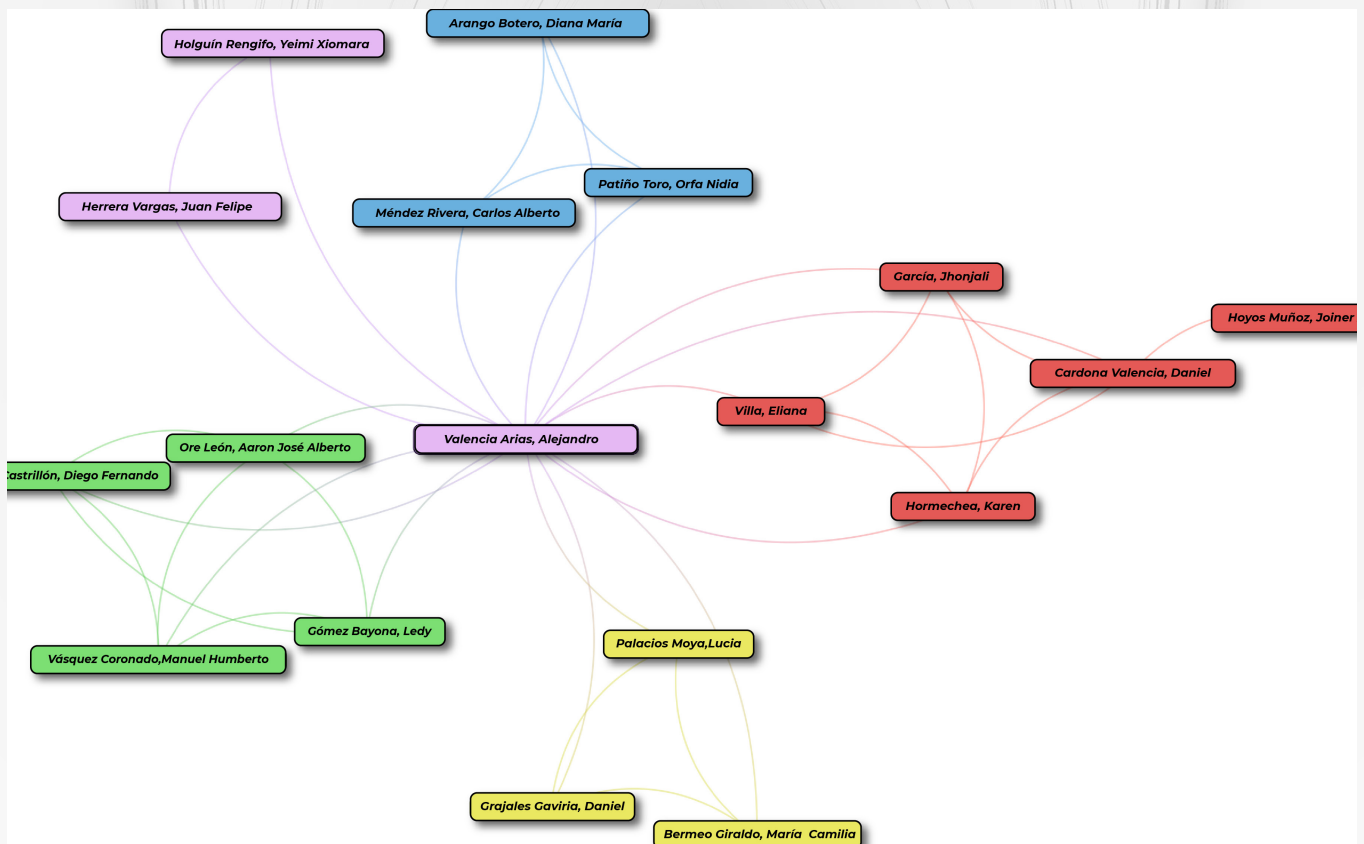 Arango Botero, Diana María
Holguín Rengifo, Yeimi Xiomara
Patiño Toro, Orfa Nidia
Herrera Vargas, Juan Felipe
Méndez Rivera, Carlos Alberto
García, Jhonjali
Hoyos Muñoz, Joiner
Cardona Valencia, Daniel
Villa, Eliana
Valencia Arias, Alejandro
Ore León, Aaron José Alberto
Castrillón, Diego Fernando
Hormechea, Karen
Gómez Bayona, Ledy
Palacios Moya,Lucia
Vásquez Coronado,Manuel Humberto
Grajales Gaviria, Daniel
Bermeo Giraldo, María  Camilia